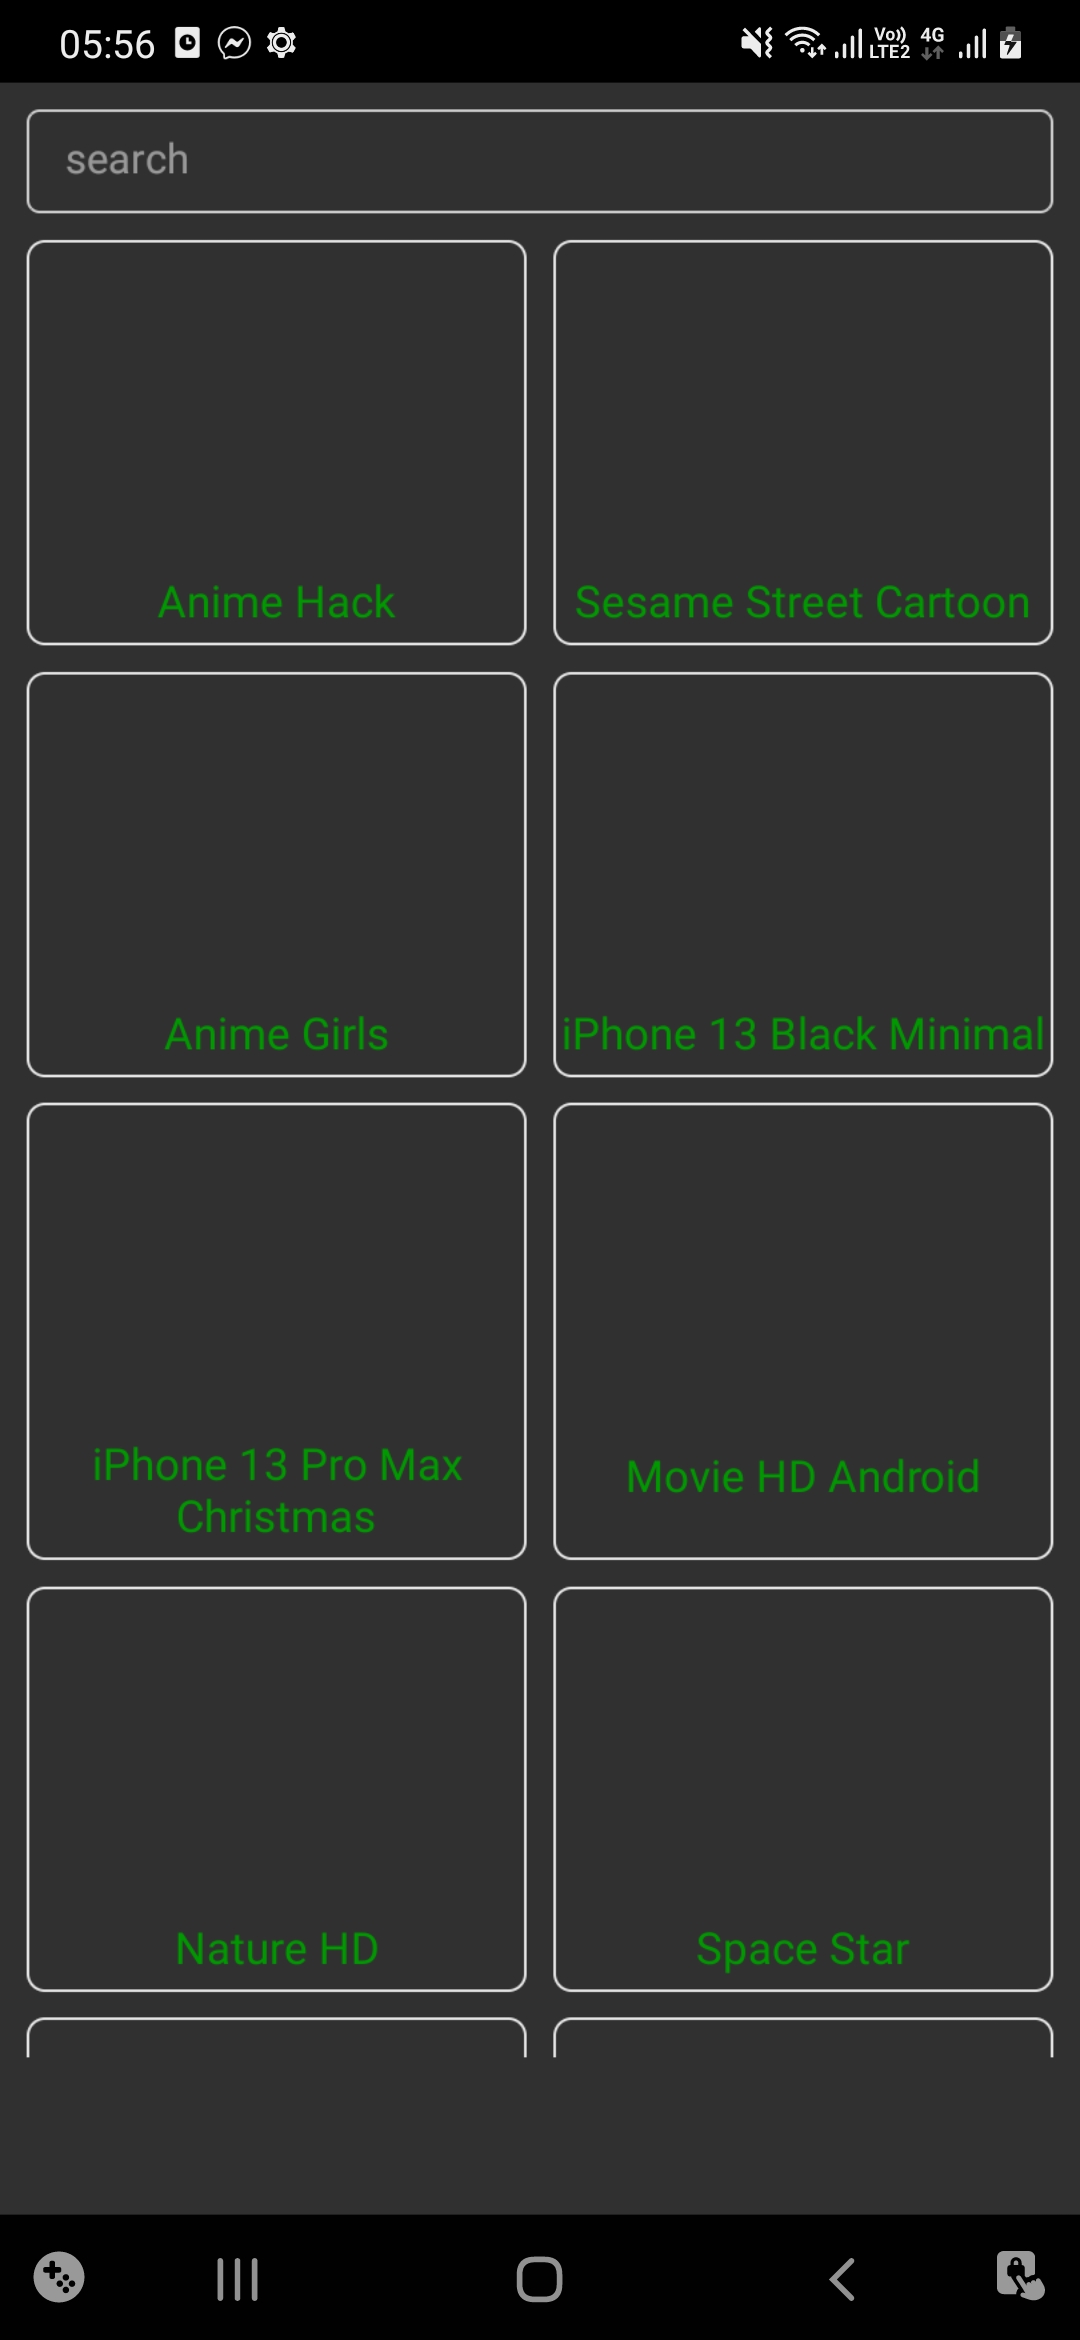 05:56
Vo)) 4G
LTE2
search
Anime Hack
Sesame Street Cartoon
Anime Girls
iPhone 13 Black Minimal
iPhone 13 Pro Max
Christmas
Movie HD Android
Nature HD
Space Star